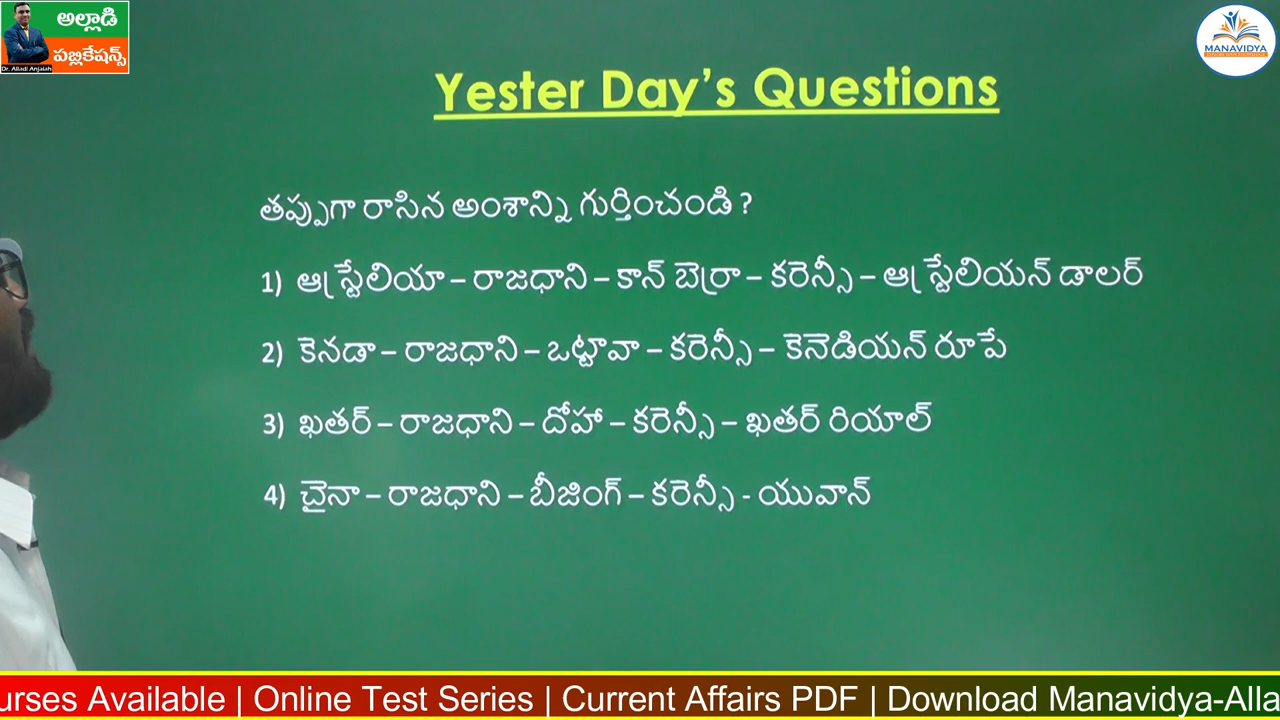 అల్లాడి
పబ్లికేషన్స్
Dr. Alladi Anjaiah
MANAVIDYA
Yester Day's Questions
తప్పుగా రాసిన అంశాన్ని గుర్తించండి ?
1) ఆస్ట్రేలియా – రాజధాని – కాన్ బెర్రా – కరెన్సీ – ఆస్ట్రేలియన్ డాలర్
2) కెనడా – రాజధాని – ఒట్టావా – కరెన్సీ – కెనెడియన్ రూపే
3) ఖతర్ – రాజధాని – దోహా – కరెన్సీ – ఖతర్ రియాల్
4) చైనా – రాజధాని – బీజింగ్ – కరెన్సీ - యువాన్
urses Available | Online Test Series | Current Affairs PDF | Download Manavidya-Alla